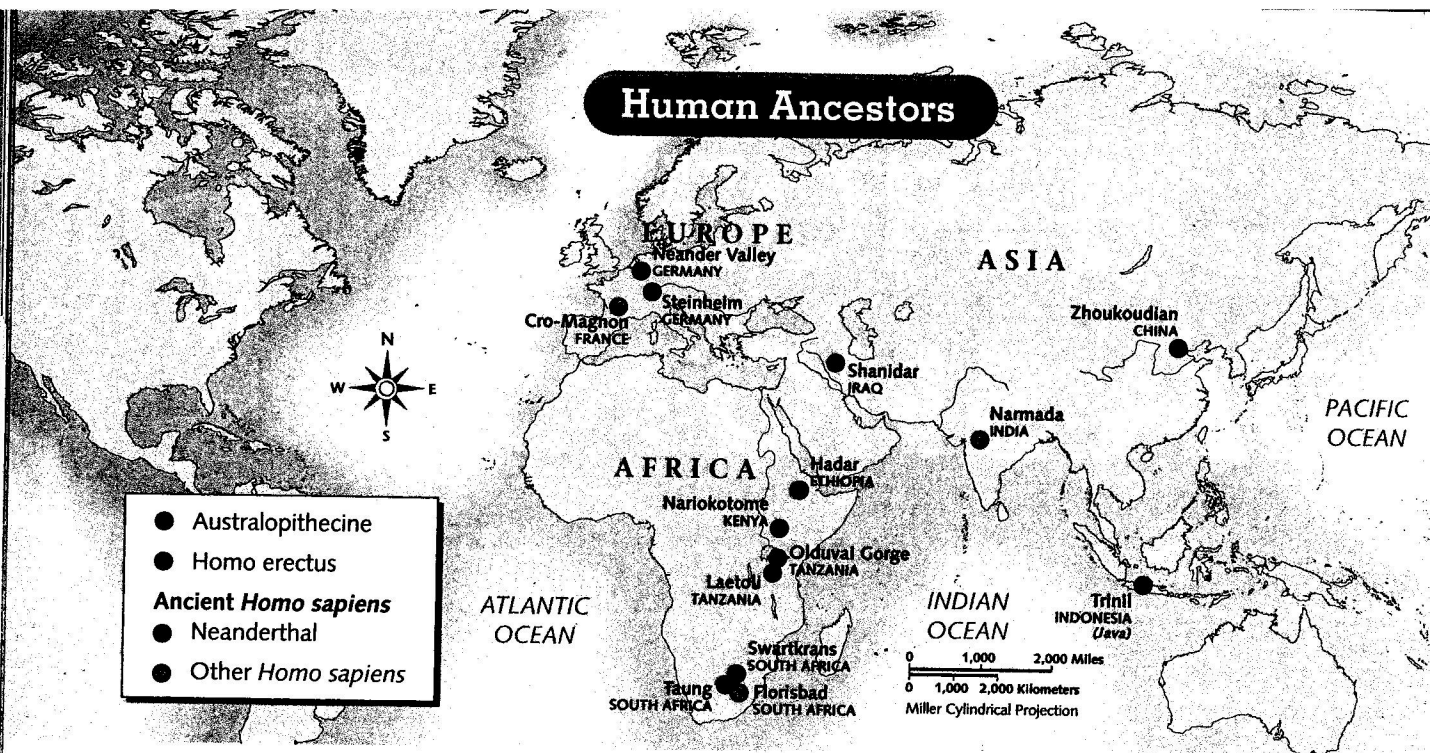 Human Ancestors
EUROPE
Neander Valley
GERMANY
ASIA
Steinheim
GERMANY
Cro-Magnon
FRANCE
Zhoukoudian
CHINA
N
W
E
S
Shanidar
IRAQ
Narmada
INDIA
PACIFIC
OCEAN
AFRICA
Hadar
ETHIOPIA
Nariokotome
KENYA
Olduvai Gorge
TANZANIA
Laetoli
TANZANIA
Australopithecine
Homo erectus
Ancient Homo sapiens
Neanderthal
Other Homo sapiens
ATLANTIC
OCEAN
INDIAN
OCEAN
Trinil
INDONESIA
(Java)
Swartkrans
SOUTH AFRICA
Taung
SOUTH AFRICA
Florisbad
SOUTH AFRICA
0 1,000 2,000 Miles
0 1,000 2,000 Kilometers
Miller Cylindrical Projection